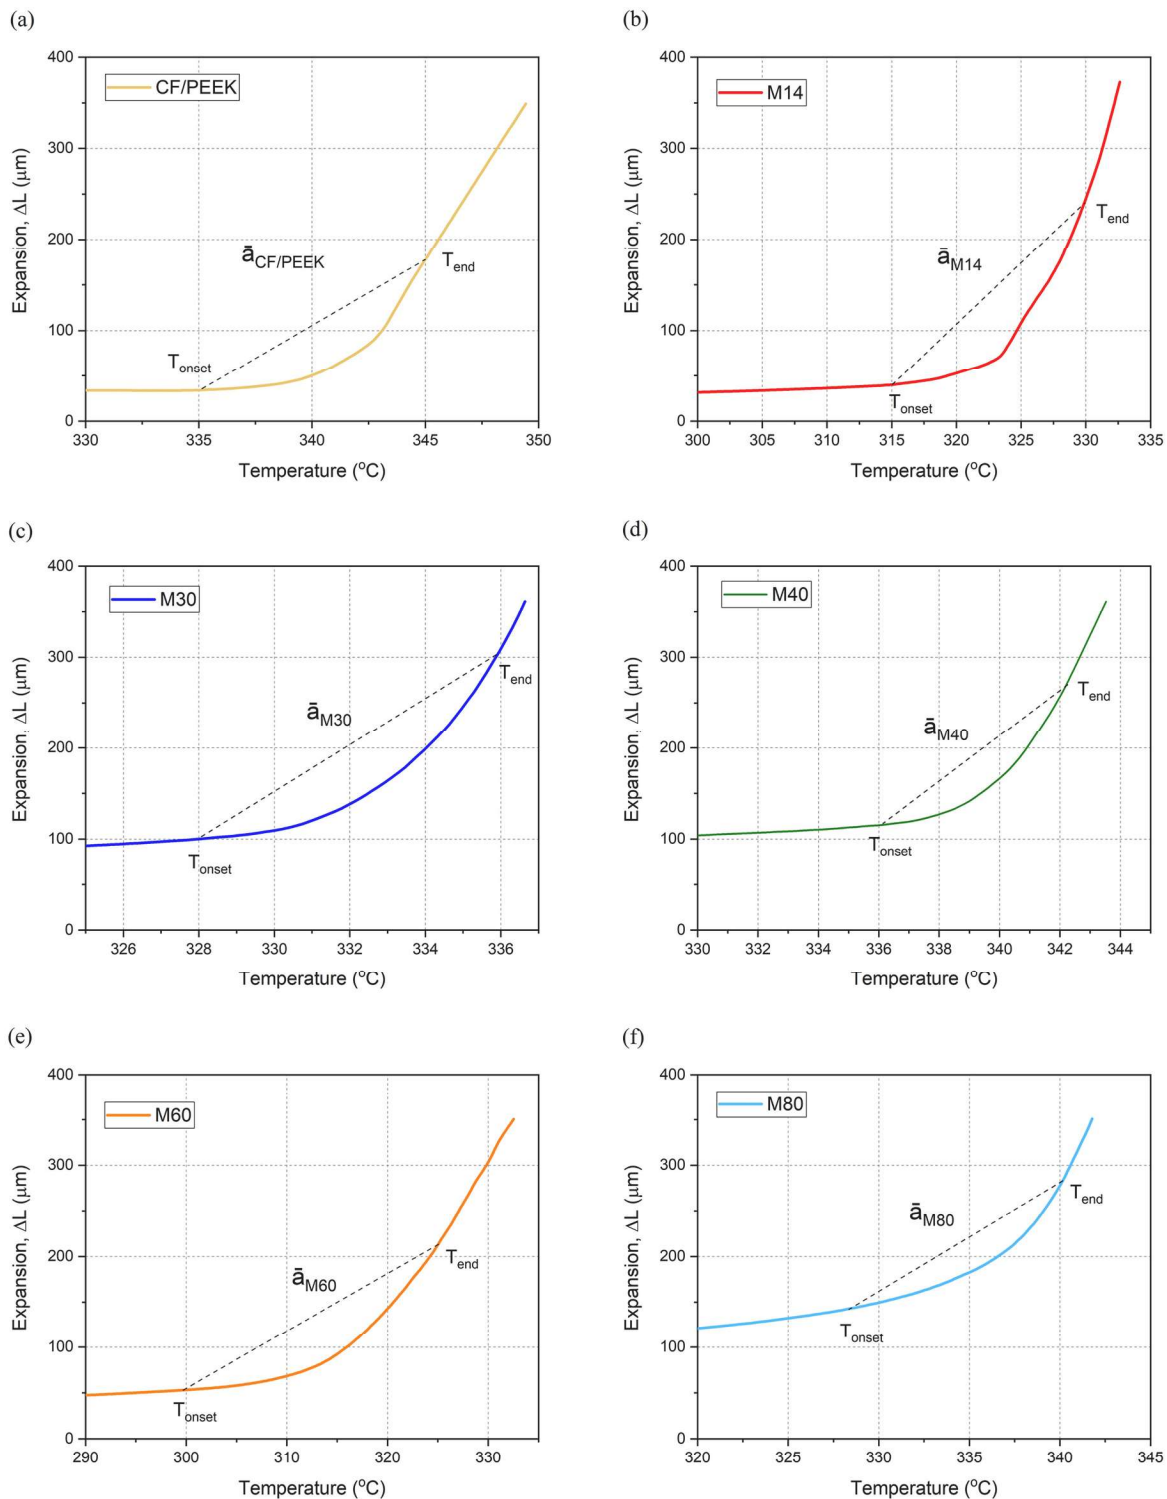 (a)
CF/PEEK
Expansion, ΔL (μm)
400
300
200
100
0
āCF/PEEK
Tend
Tonset
330 335 340 345 350
Temperature (°C)
(b)
M14
Expansion, ΔL (μm)
400
300
200
100
0
āM14
Tend
Tonset
300 305 310 315 320 325 330 335
Temperature (°C)
(c)
M30
Expansion, ΔL (μm)
400
300
200
100
0
āM30
Tend
Tonset
326 328 330 332 334 336
Temperature (°C)
(d)
M40
Expansion, ΔL (μm)
400
300
200
100
0
āM40
Tend
Tonset
330 332 334 336 338 340 342 344
Temperature (°C)
(e)
M60
Expansion, ΔL (μm)
400
300
200
100
0
āM60
Tend
Tonset
290 300 310 320 330
Temperature (°C)
(f)
M80
Expansion, ΔL (μm)
400
300
200
100
0
āM80
Tend
Tonset
320 325 330 335 340 345
Temperature (°C)